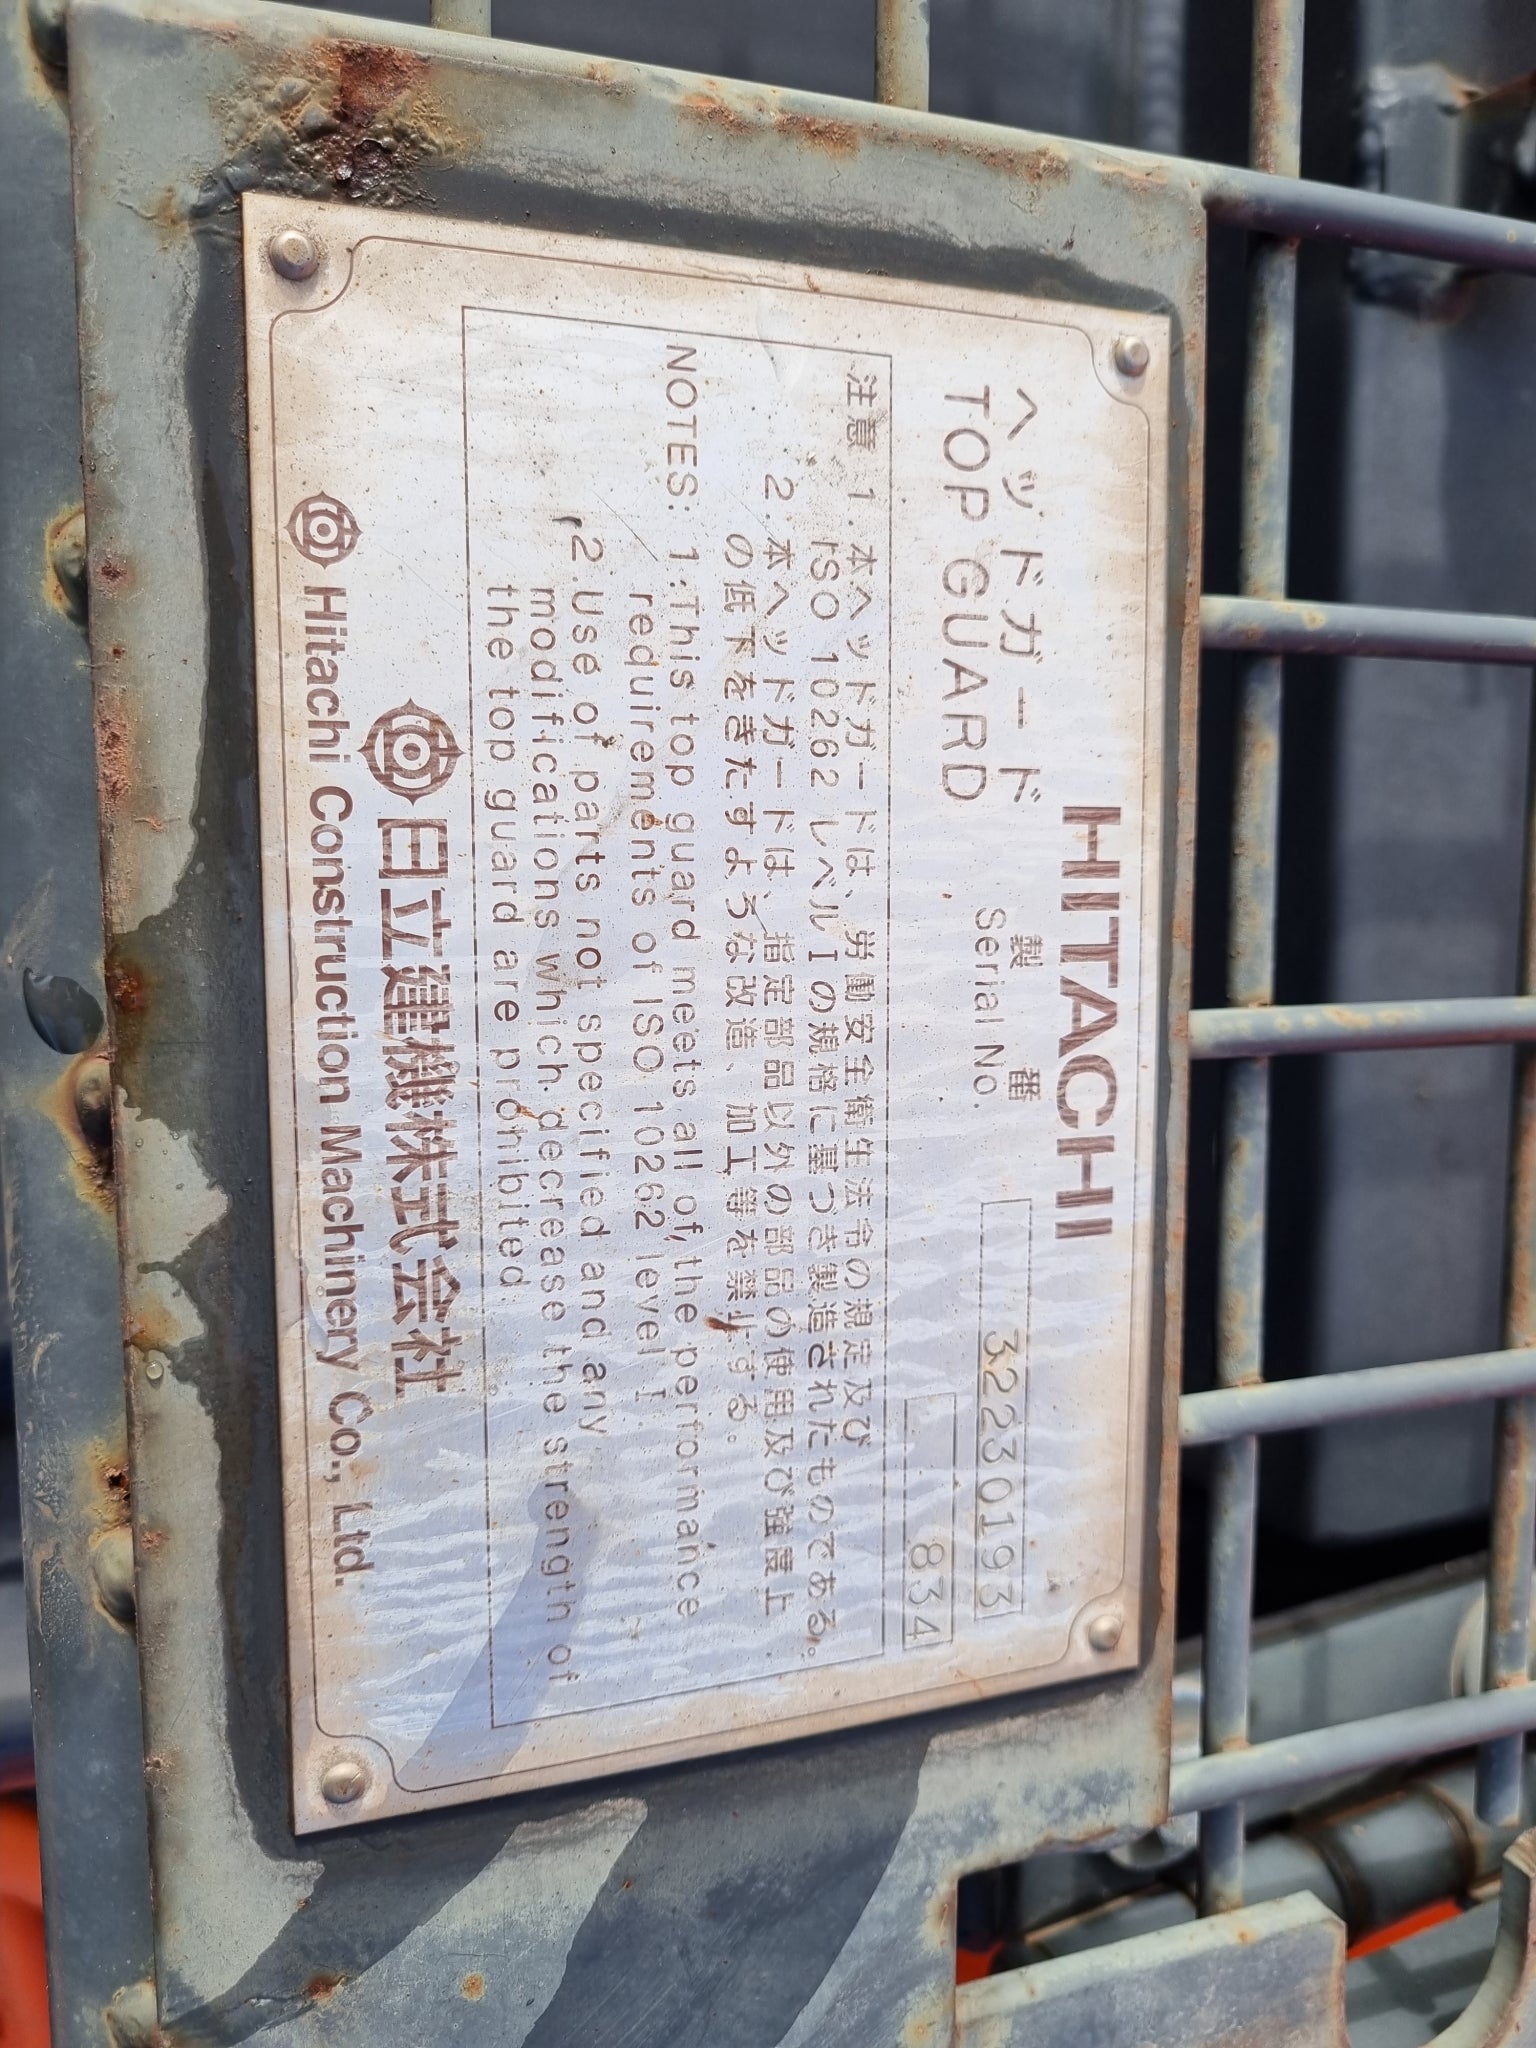 HITACHI
ヘッドガード
TOP GUARD
製 番
Serial No.
32230193
834
注意 1.本ヘッドガードは、労働安全衛生法令の規定及び
ISO 10262 レベルⅠの規格に基づき製造されたものである。
2.本ヘッドガードは、指定部品以外の部品の使用及び強度上
の低下をきたすような改造、加工等を禁止する。
NOTES: 1.This top guard meets all of the performance
requirements of ISO 10262 level Ⅰ.
2.Use of parts not specified and any
modifications which decrease the strength of
the top guard are prohibited.
日立建機株式会社
Hitachi Construction Machinery Co., Ltd.